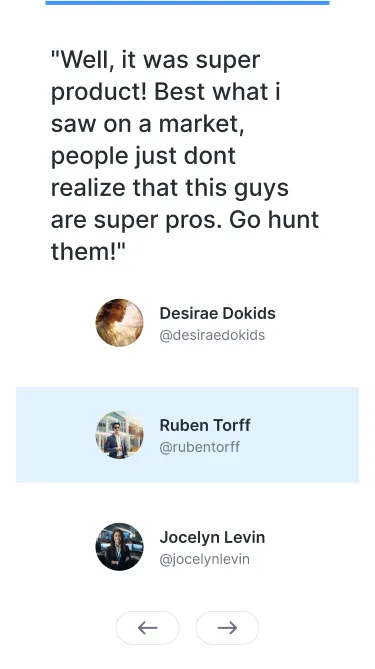 "Well, it was super
product! Best what i
saw on a market,
people just dont
realize that this guys
are super pros. Go hunt
them!"
Desirae Dokids
@desiraedokids
Ruben Torff
@rubentorff
Jocelyn Levin
@jocelynlevin